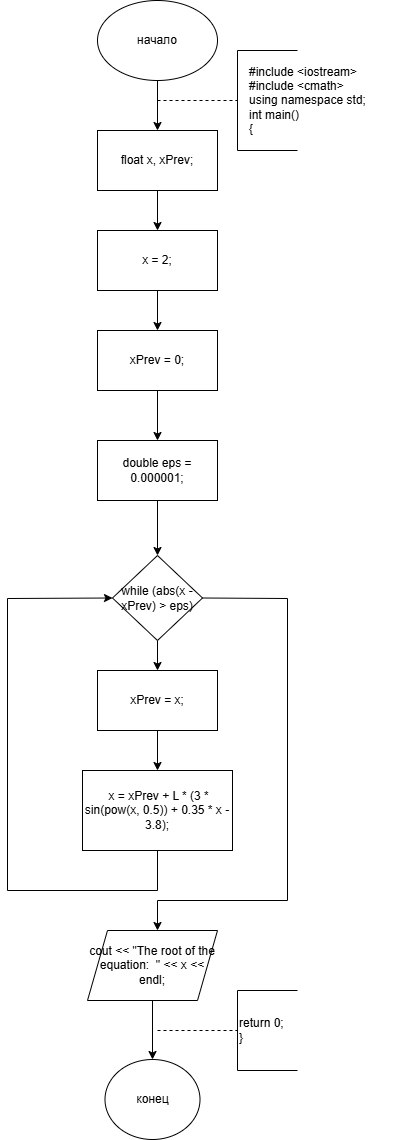 начало
#include <iostream>
#include <cmath>
using namespace std;
int main()
{
float x, xPrev;
x = 2;
xPrev = 0;
double eps =
0.000001;
while (abs(x -
xPrev) > eps)
xPrev = x;
x = xPrev + L * (3 *
sin(pow(x, 0.5)) + 0.35 * x -
3.8);
cout << "The root of the
equation:  " << x <<
endl;
return 0;
}
конец